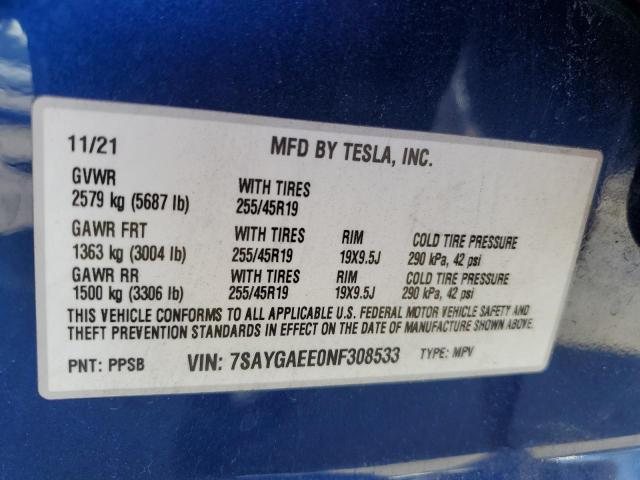 11/21 MFD BY TESLA, INC.
GVWR
2579 kg (5687 lb) WITH TIRES 255/45R19
GAWR FRT WITH TIRES RIM COLD TIRE PRESSURE
1363 kg (3004 lb) 255/45R19 19X9.5J 290 kPa, 42 psi
GAWR RR WITH TIRES RIM COLD TIRE PRESSURE
1500 kg (3306 lb) 255/45R19 19X9.5J 290 kPa, 42 psi
THIS VEHICLE CONFORMS TO ALL APPLICABLE U.S. FEDERAL MOTOR VEHICLE SAFETY AND
THEFT PREVENTION STANDARDS IN EFFECT ON THE DATE OF MANUFACTURE SHOWN ABOVE.
PNT: PPSB VIN: 7SAYGAEE0NF308533 TYPE: MPV